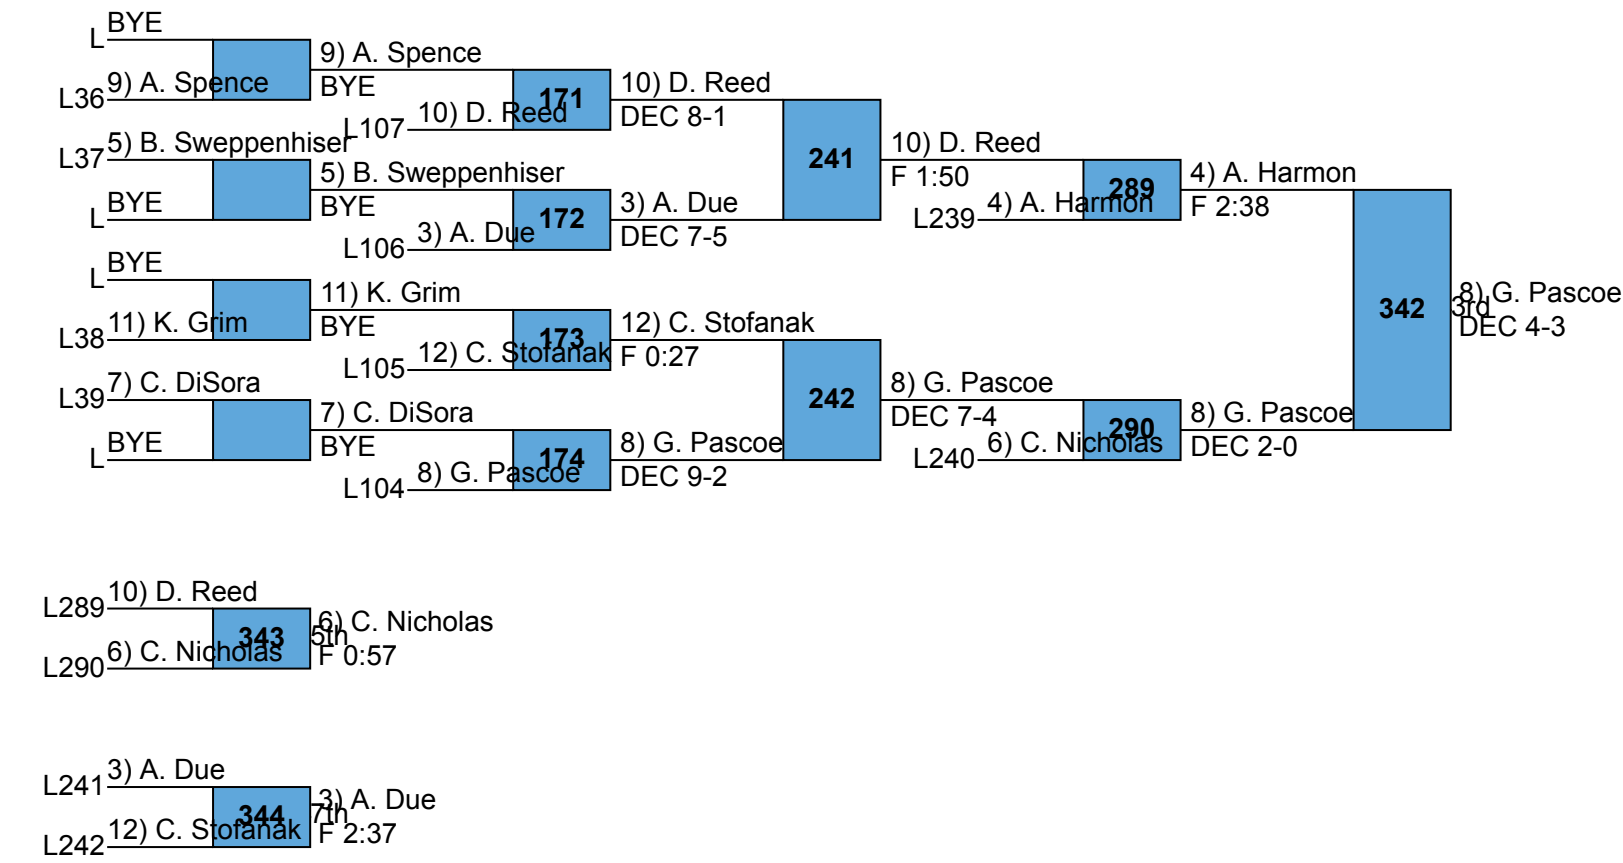 BYE
L
9) A. Spence
L36
9) A. Spence
BYE
5) B. Sweppenhiser
L37
BYE
L
5) B. Sweppenhiser
BYE
BYE
L
11) K. Grim
L38
11) K. Grim
BYE
7) C. DiSora
L39
BYE
L
7) C. DiSora
BYE
10) D. Reed
L107
171
3) A. Due
L106
172
12) C. Stofanak
L105
173
8) G. Pascoe
L104
174
10) D. Reed
DEC 8-1
3) A. Due
DEC 7-5
241
12) C. Stofanak
F 0:27
8) G. Pascoe
DEC 9-2
242
10) D. Reed
F 1:50
4) A. Harmon
L239
289
8) G. Pascoe
DEC 7-4
6) C. Nicholas
L240
290
4) A. Harmon
F 2:38
8) G. Pascoe
DEC 2-0
342
8) G. Pascoe
3rd
DEC 4-3
10) D. Reed
L289
6) C. Nicholas
L290
343
6) C. Nicholas
5th
F 0:57
3) A. Due
L241
12) C. Stofanak
L242
344
3) A. Due
7th
F 2:37